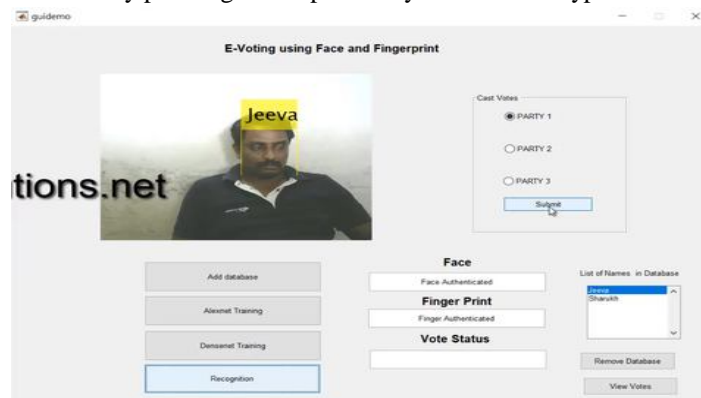 guidemo
E-Voting using Face and Fingerprint
Jeeva
tions.net
Cast Votes
PARTY 1
PARTY 2
PARTY 3
Submit
Add database
Alexnet Training
Densenet Training
Recognition
Face
Face Authenticated
Finger Print
Finger Authenticated
Vote Status
List of Names in Database
Jeeva
Sharukh
Remove Database
View Votes